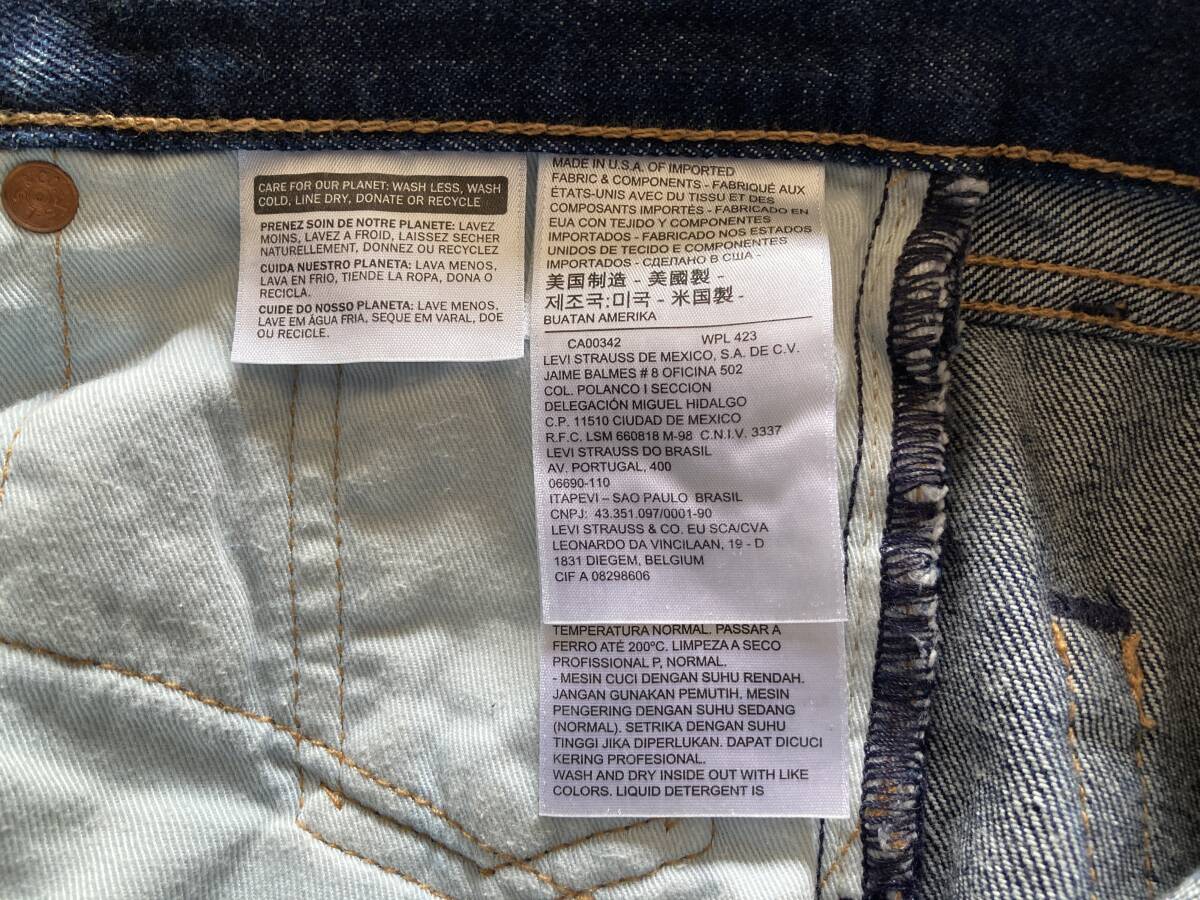 CARE FOR OUR PLANET: WASH LESS, WASH
COLD, LINE DRY, DONATE OR RECYCLE
PRENEZ SOIN DE NOTRE PLANETE: LAVEZ
MOINS, LAVEZ A FROID, LAISSEZ SECHER
NATURELLEMENT, DONNEZ OU RECYCLEZ
CUIDA NUESTRO PLANETA: LAVA MENOS,
LAVA EN FRIO, TIENDE LA ROPA, DONA O
RECICLA.
CUIDE DO NOSSO PLANETA: LAVE MENOS,
LAVE EM ÁGUA FRIA, SEQUE EM VARAL, DOE
OU RECICLE.
MADE IN U.S.A. OF IMPORTED
FABRIC & COMPONENTS - FABRIQUÉ AUX
ÉTATS-UNIS AVEC DU TISSU ET DES
COMPOSANTS IMPORTÉS - FABRICADO EN
EUA CON TEJIDO Y COMPONENTES
IMPORTADOS - FABRICADO NOS ESTADOS
UNIDOS DE TECIDO E COMPONENTES
IMPORTADOS - СДЕЛАНО В США -
美国制造 - 美國製 -
제조국:미국 - 米国製 -
BUATAN AMERIKA
CA00342 WPL 423
LEVI STRAUSS DE MEXICO, S.A. DE C.V.
JAIME BALMES # 8 OFICINA 502
COL. POLANCO I SECCION
DELEGACIÓN MIGUEL HIDALGO
C.P. 11510 CIUDAD DE MEXICO
R.F.C. LSM 660818 M-98 C.N.I.V. 3337
LEVI STRAUSS DO BRASIL
AV. PORTUGAL, 400
06690-110
ITAPEVI – SAO PAULO BRASIL
CNPJ: 43.351.097/0001-90
LEVI STRAUSS & CO. EU SCA/CVA
LEONARDO DA VINCILAAN, 19 - D
1831 DIEGEM, BELGIUM
CIF A 08298606
TEMPERATURA NORMAL. PASSAR A
FERRO ATÉ 200ºC. LIMPEZA A SECO
PROFISSIONAL P, NORMAL.
- MESIN CUCI DENGAN SUHU RENDAH.
JANGAN GUNAKAN PEMUTIH. MESIN
PENGERING DENGAN SUHU SEDANG
(NORMAL). SETRIKA DENGAN SUHU
TINGGI JIKA DIPERLUKAN. DAPAT DICUCI
KERING PROFESIONAL.
WASH AND DRY INSIDE OUT WITH LIKE
COLORS. LIQUID DETERGENT IS